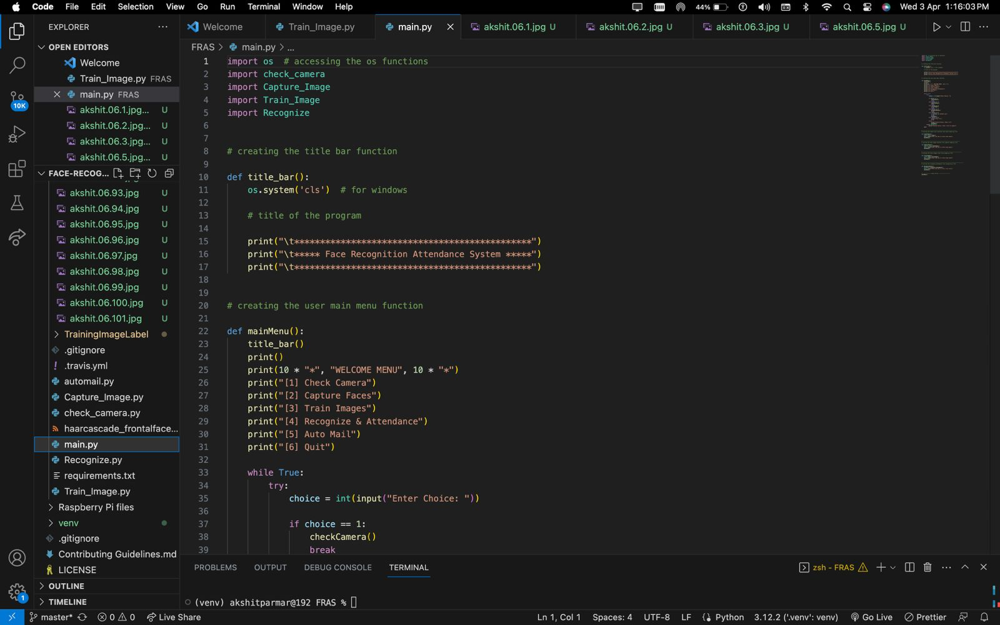 Code File Edit Selection View Go Run Terminal Window Help 44% Wed 3 Apr 1:16:03 PM
EXPLORER
Welcome Train_Image.py main.py akshit.06.1.jpg U akshit.06.2.jpg U akshit.06.3.jpg U akshit.06.5.jpg U
OPEN EDITORS
Welcome
Train_Image.py FRAS
main.py FRAS
akshit.06.1.jpg... U
akshit.06.2.jpg... U
akshit.06.3.jpg... U
akshit.06.5.jpg... U
FACE-RECOG...
akshit.06.93.jpg U
akshit.06.94.jpg U
akshit.06.95.jpg U
akshit.06.96.jpg U
akshit.06.97.jpg U
akshit.06.98.jpg U
akshit.06.99.jpg U
akshit.06.100.jpg U
akshit.06.101.jpg U
TrainingImageLabel
.gitignore
.travis.yml
automail.py
Capture_Image.py
check_camera.py
haarcascade_frontalface...
main.py
Recognize.py
requirements.txt
Train_Image.py
Raspberry Pi files
venv
.gitignore
Contributing Guidelines.md
LICENSE
OUTLINE
TIMELINE
10K
1
FRAS > main.py > ...
1 import os # accessing the os functions
2 import check_camera
3 import Capture_Image
4 import Train_Image
5 import Recognize
6
7
8 # creating the title bar function
9
10 def title_bar():
11 os.system('cls') # for windows
12
13 # title of the program
14
15 print("\t**********************************************")
16 print("\t***** Face Recognition Attendance System *****")
17 print("\t**********************************************")
18
19
20 # creating the user main menu function
21
22 def mainMenu():
23 title_bar()
24 print()
25 print(10 * "*", "WELCOME MENU", 10 * "*")
26 print("[1] Check Camera")
27 print("[2] Capture Faces")
28 print("[3] Train Images")
29 print("[4] Recognize & Attendance")
30 print("[5] Auto Mail")
31 print("[6] Quit")
32
33 while True:
34 try:
35 choice = int(input("Enter Choice: "))
36
37 if choice == 1:
38 checkCamera()
39 break
PROBLEMS OUTPUT DEBUG CONSOLE TERMINAL zsh - FRAS
(venv) akshitparmar@192 FRAS %
master* 0 0 Live Share Ln 1, Col 1 Spaces: 4 UTF-8 LF Python 3.12.2 ('.venv': venv) Go Live Prettier